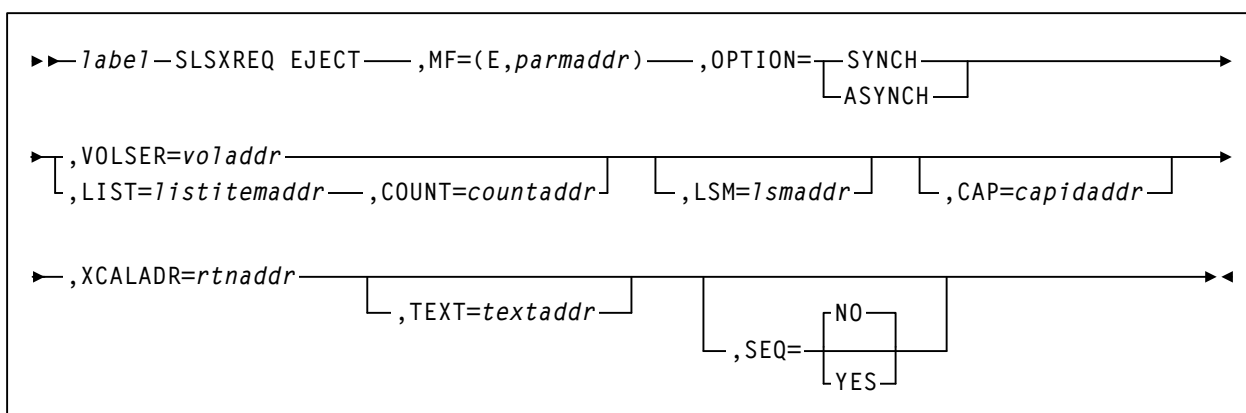 label SLSXREQ EJECT ,MF=(E,parmaddr) ,OPTION= SYNCH
ASYNCH
,VOLSER=voladdr
,LIST=listitemaddr ,COUNT=countaddr ,LSM=lsmaddr ,CAP=capidaddr
,XCALADR=rtnaddr
,TEXT=textaddr NO
,SEQ=
YES